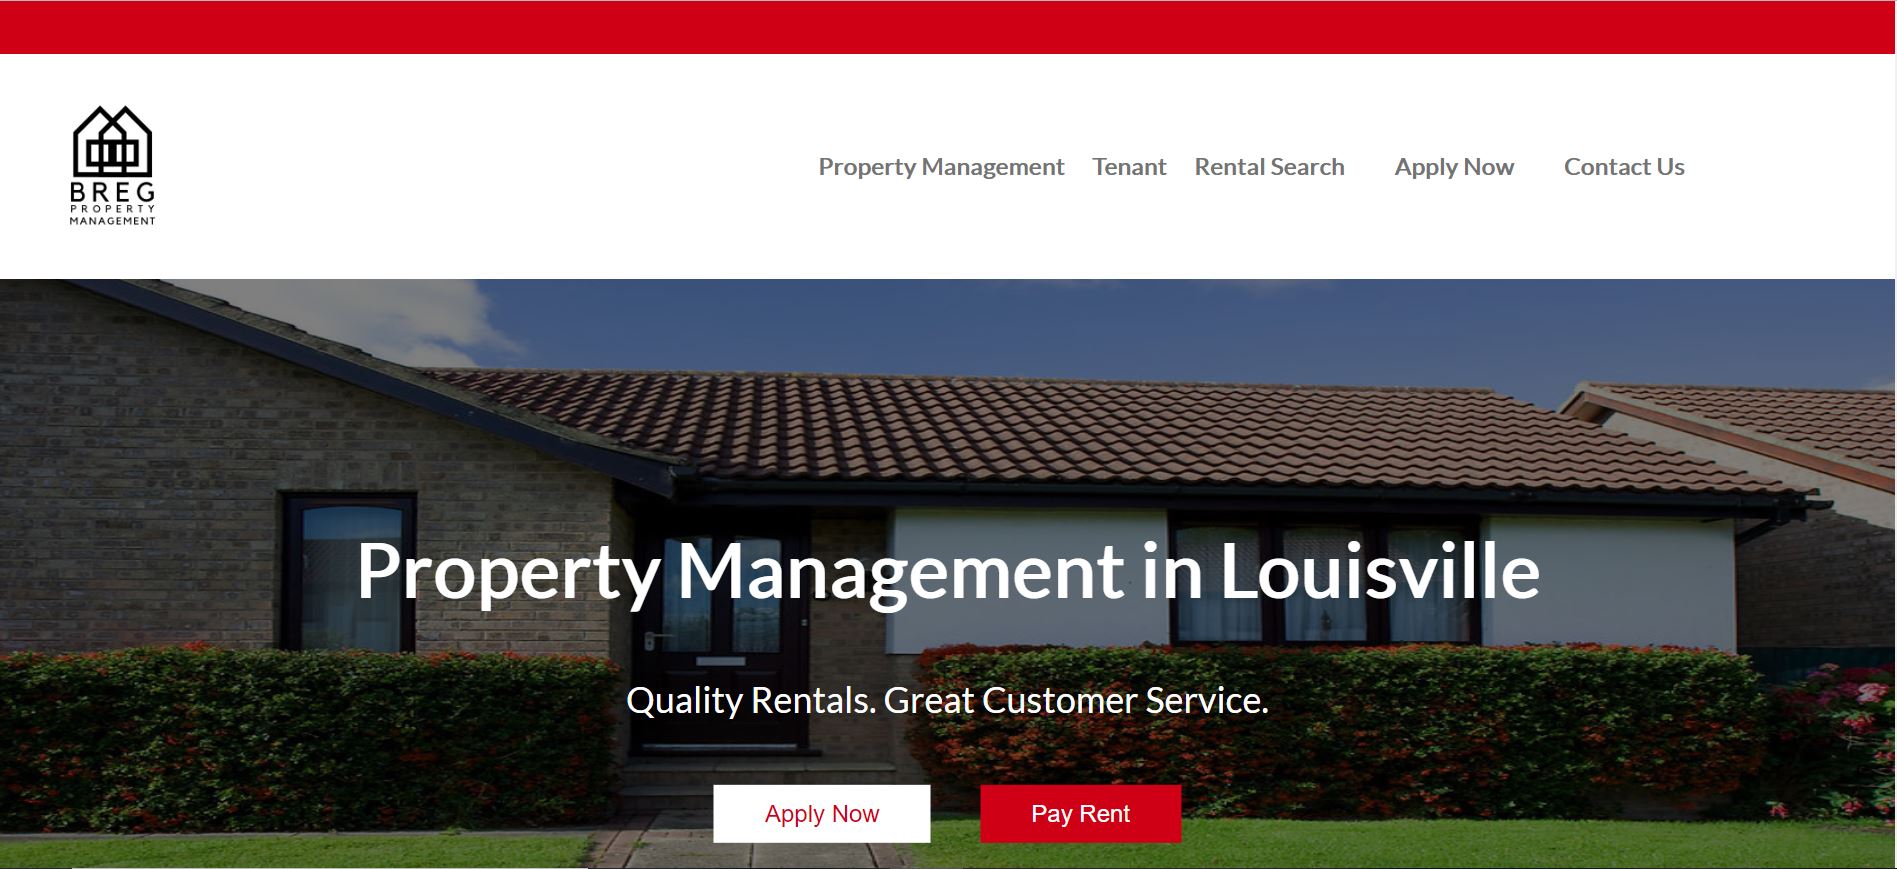 BREG
PROPERTY
MANAGEMENT
Property Management Tenant Rental Search Apply Now Contact Us
Property Management in Louisville
Quality Rentals. Great Customer Service.
Apply Now Pay Rent